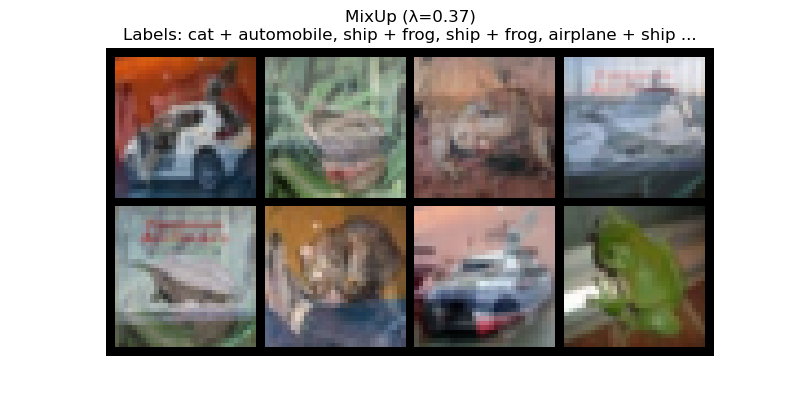 MixUp (λ=0.37)
Labels: cat + automobile, ship + frog, ship + frog, airplane + ship ...